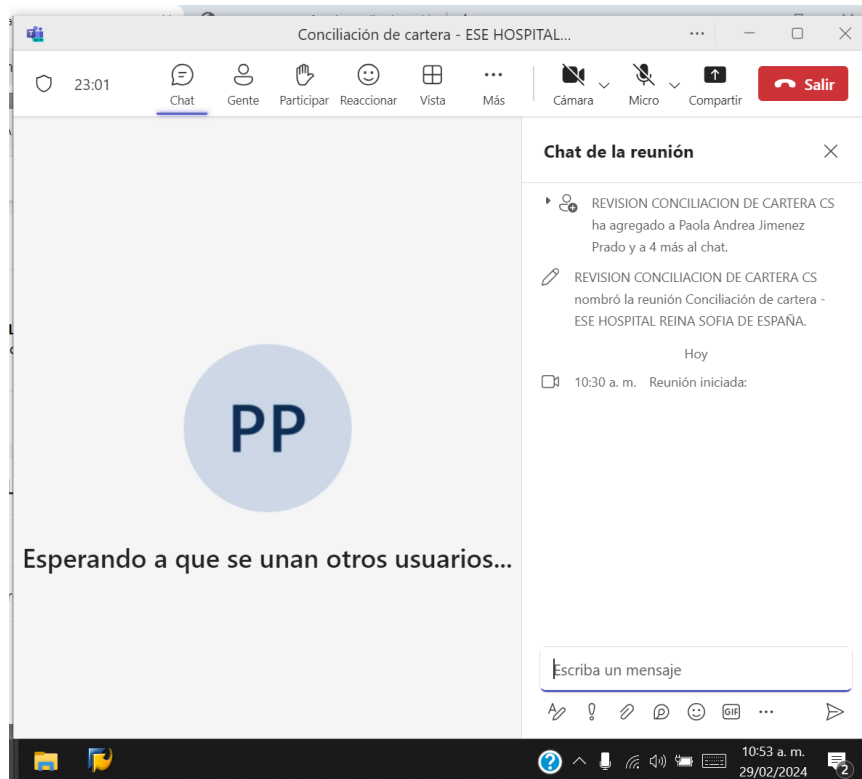 Conciliación de cartera - ESE HOSPITAL...
23:01
Chat
Gente
Participar
Reaccionar
Vista
Más
Cámara
Micro
Compartir
Salir
Chat de la reunión
REVISION CONCILIACION DE CARTERA CS
ha agregado a Paola Andrea Jimenez
Prado y a 4 más al chat.
REVISION CONCILIACION DE CARTERA CS
nombró la reunión Conciliación de cartera -
ESE HOSPITAL REINA SOFIA DE ESPAÑA.
Hoy
10:30 a. m. Reunión iniciada:
PP
Esperando a que se unan otros usuarios...
Escriba un mensaje
GIF
10:53 a. m.
29/02/2024
2